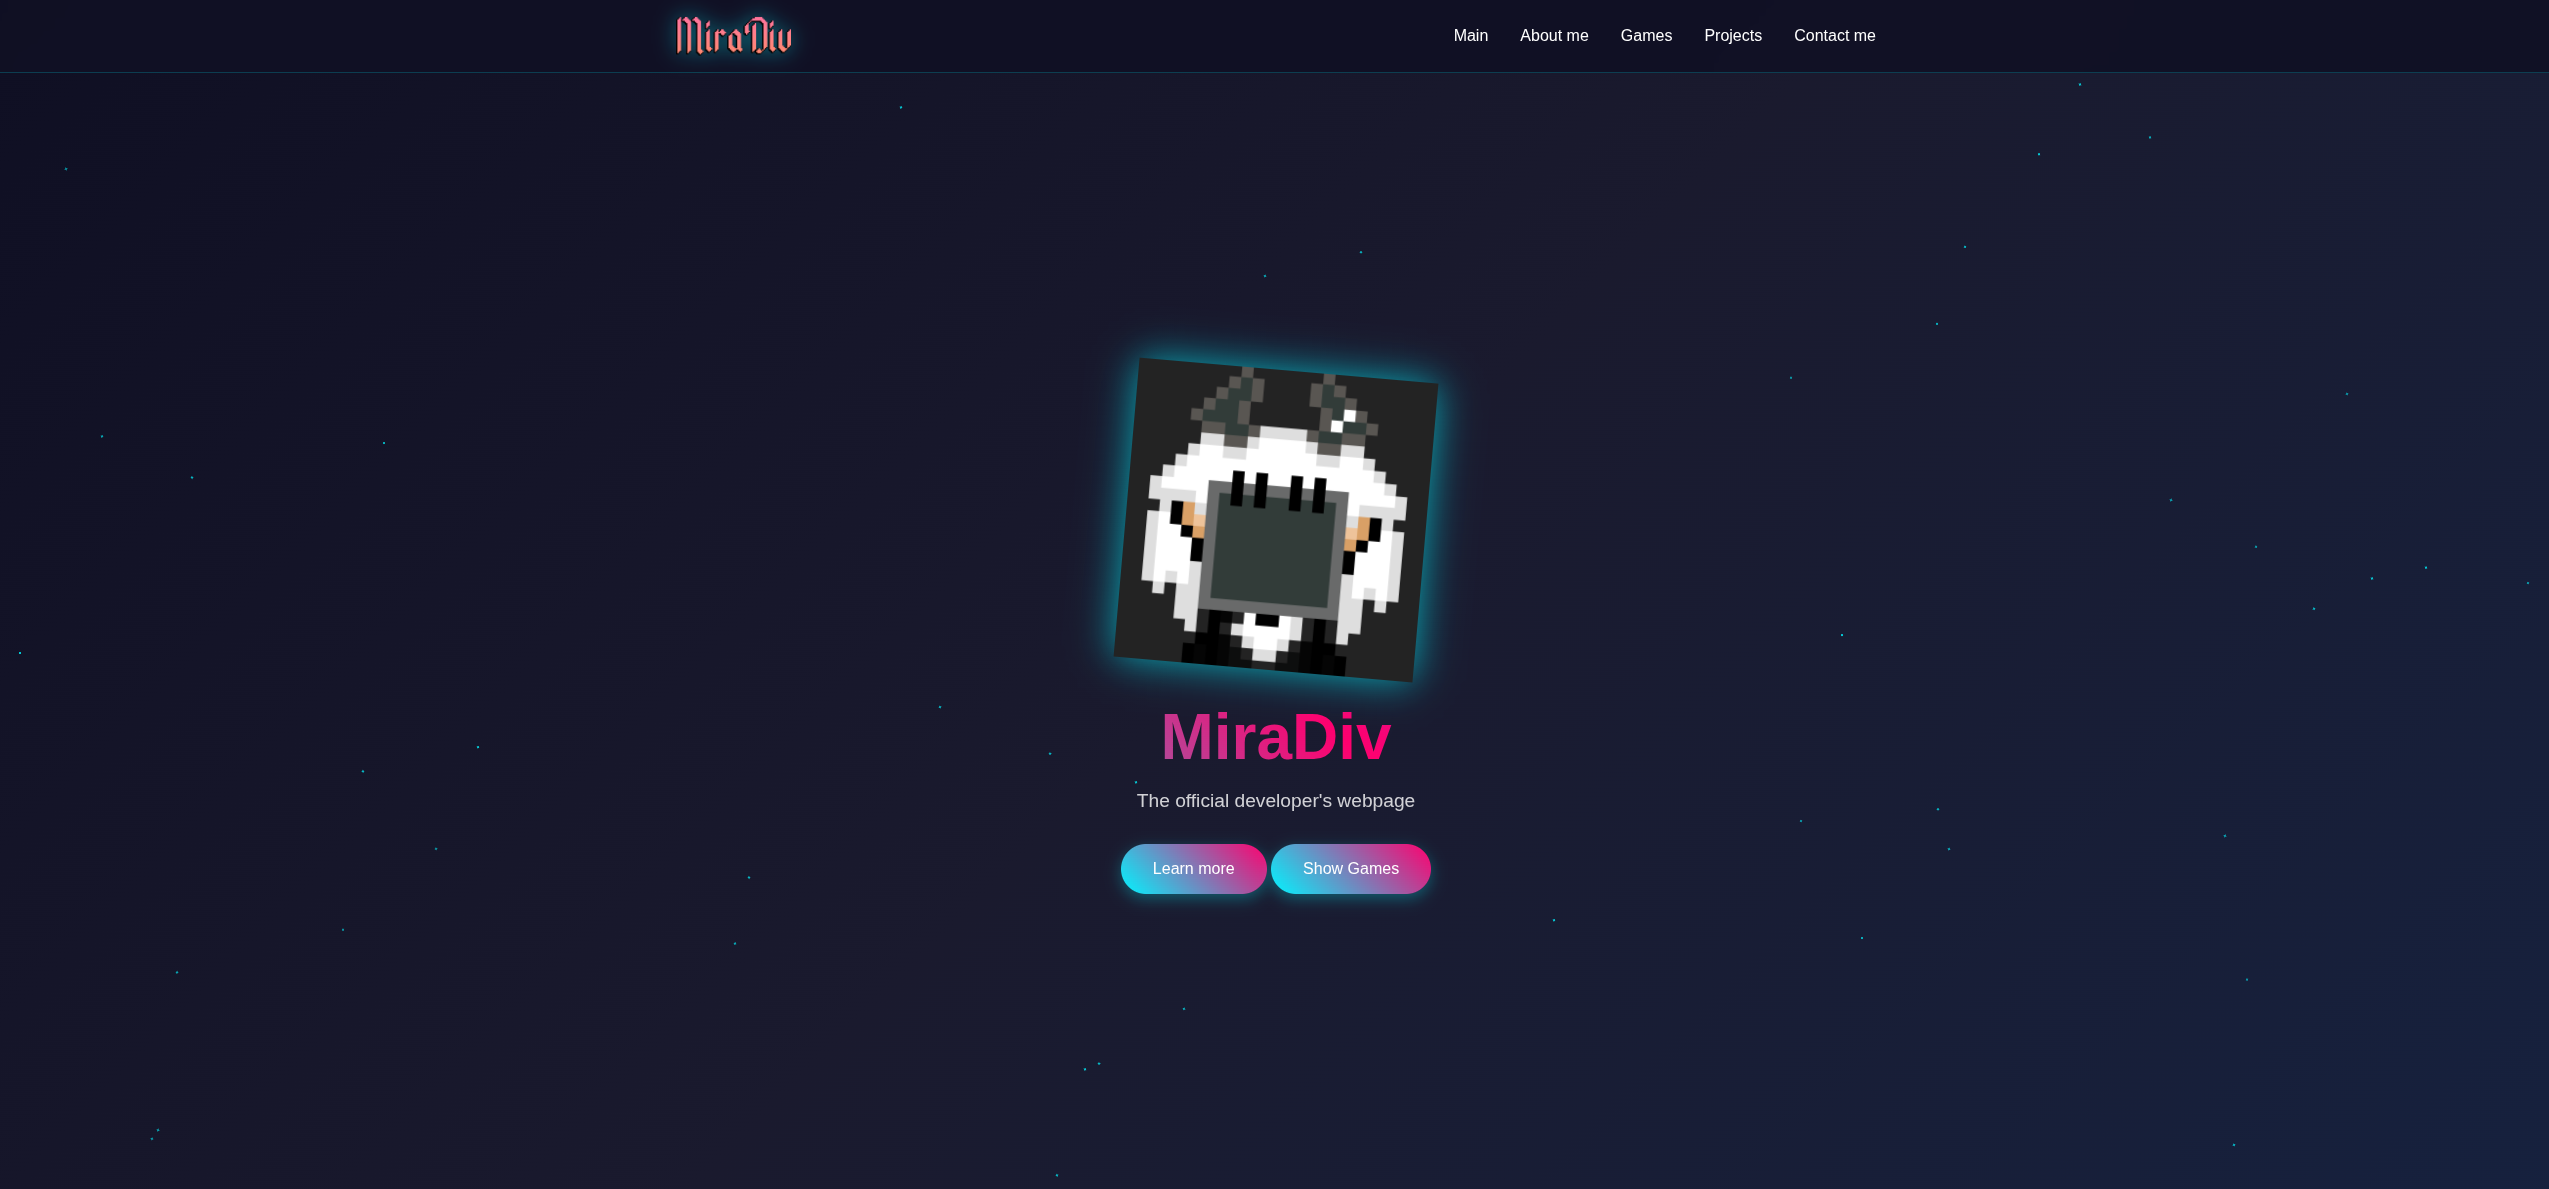 MiraDiv
Main About me Games Projects Contact me
MiraDiv
The official developer's webpage
Learn more Show Games